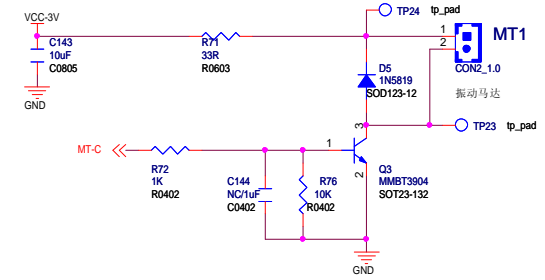 TP24 tp_pad
VCC-3V
C143
10uF
C0805
GND
R71
33R
R0603
1
2
MT1
CON2_1.0
振动马达
D5
1N5819
SOD123-12
3
TP23 tp_pad
MT-C
R72
1K
R0402
1
C144
NC/1uF
C0402
R76
10K
R0402
2
Q3
MMBT3904
SOT23-132
GND